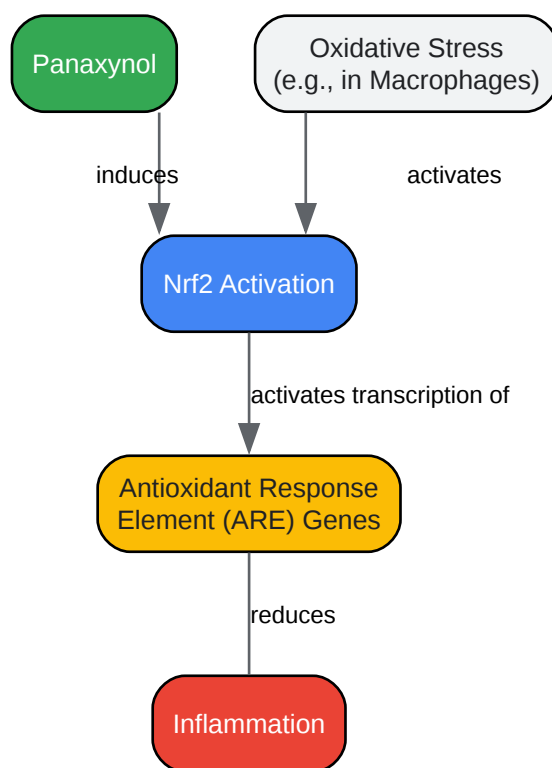 Panaxynol
Oxidative Stress
(e.g., in Macrophages)
induces
activates
Nrf2 Activation
activates transcription of
Antioxidant Response
Element (ARE) Genes
reduces
Inflammation